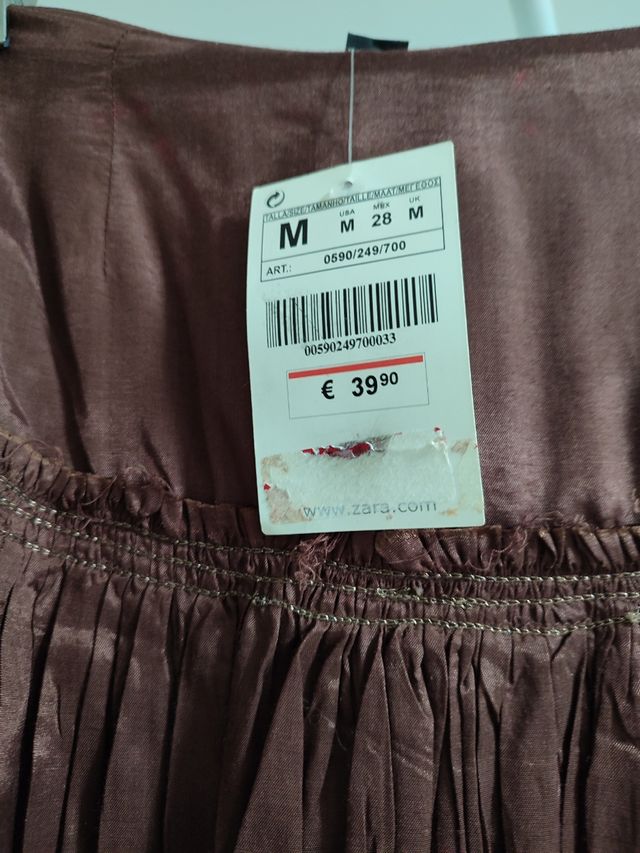 TALLA/SIZE/TAMANHO/TAILLE/MAAT/ΜΕΓΕΘΟΣ
M USA M MEX 28 UK M
ART.: 0590/249/700
00590249700033
€ 39 90
www.zara.com